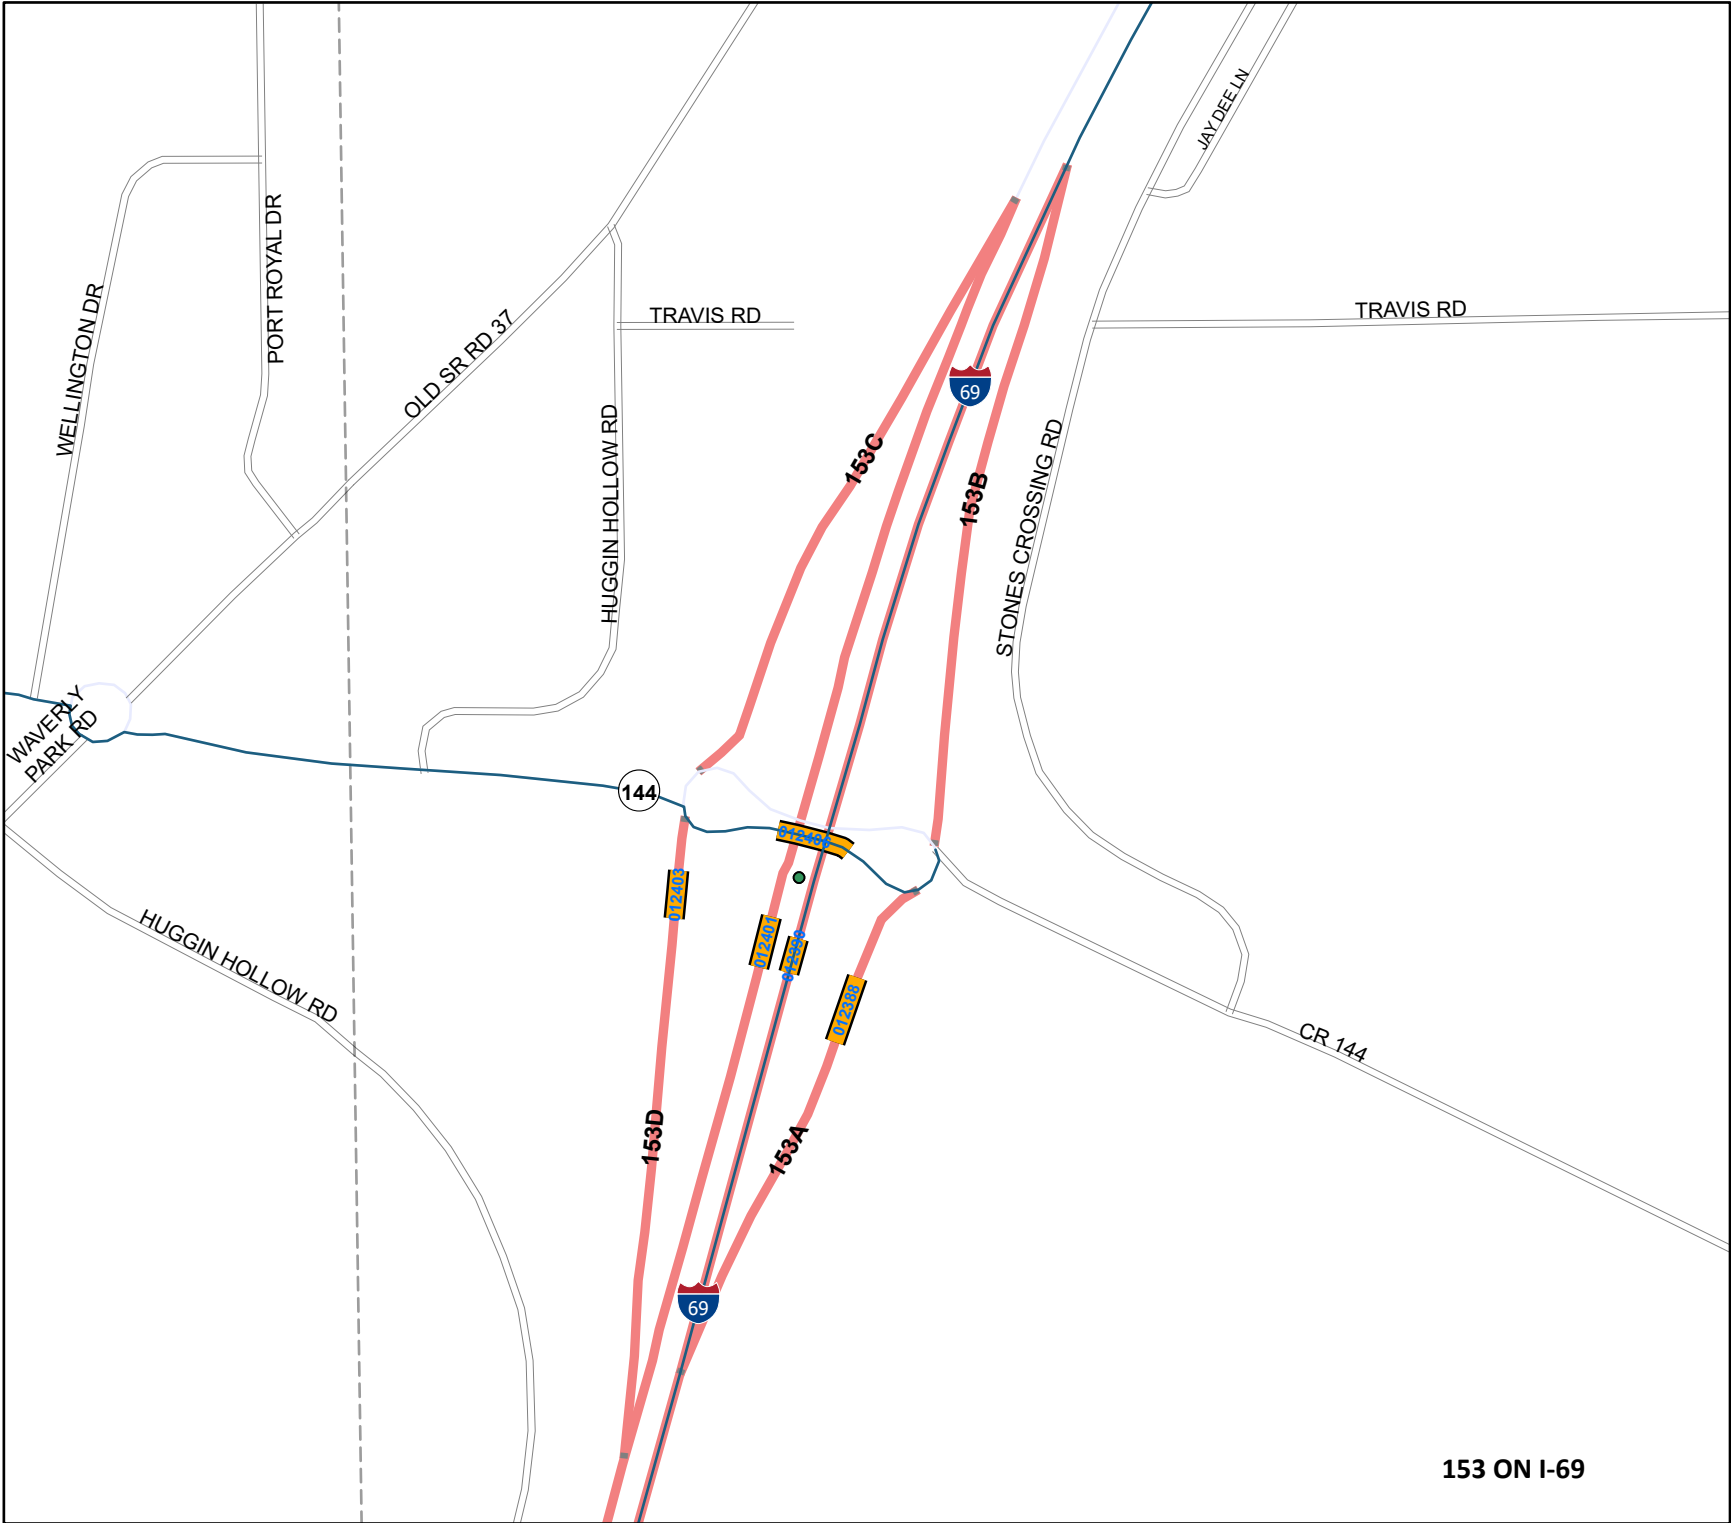 JAY DEE LN
PORT ROYAL DR
WELLINGTON DR
OLD SR RD 37
TRAVIS RD
TRAVIS RD
69
HUGGIN HOLLOW RD
153C
153B
STONES CROSSING RD
WAVERLY
PARK RD
144
012403
012401
012388
HUGGIN HOLLOW RD
CR 144
153D
153A
69
153 ON I-69